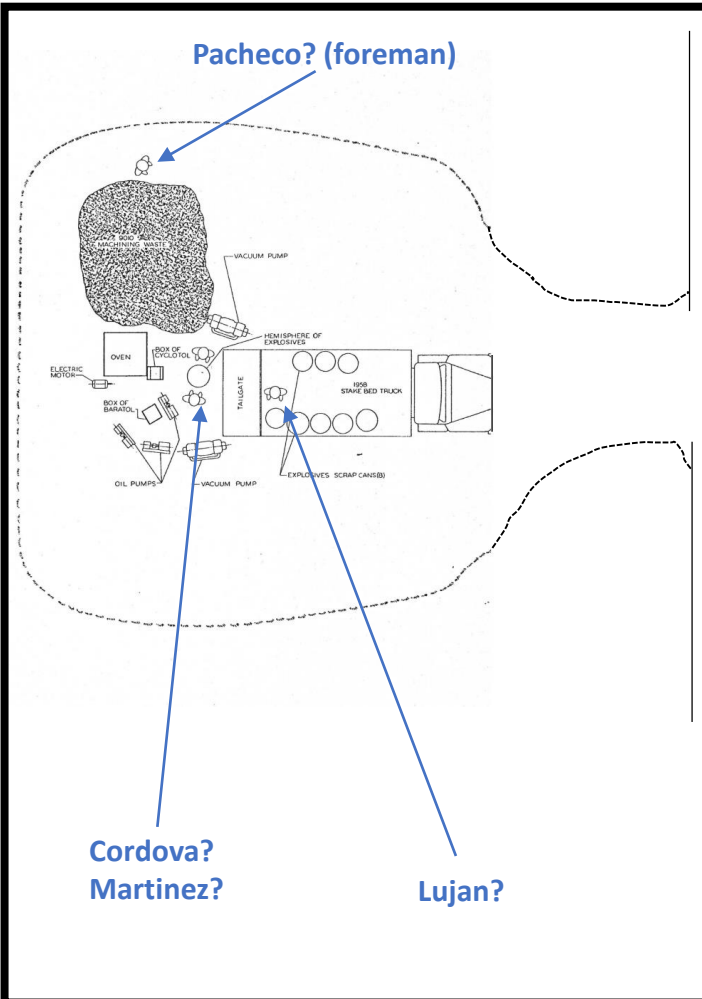 Pacheco? (foreman)
9010
MACHINING WASTE
VACUUM PUMP
HEMISPHERE OF
EXPLOSIVES
OVEN
BOX OF
CYCLOTOL
ELECTRIC
MOTOR
TAILGATE
1958
STAKE BED TRUCK
BOX OF
BARATOL
OIL PUMPS
VACUUM PUMP
EXPLOSIVES SCRAP CANS(8)
Cordova?
Martinez?
Lujan?